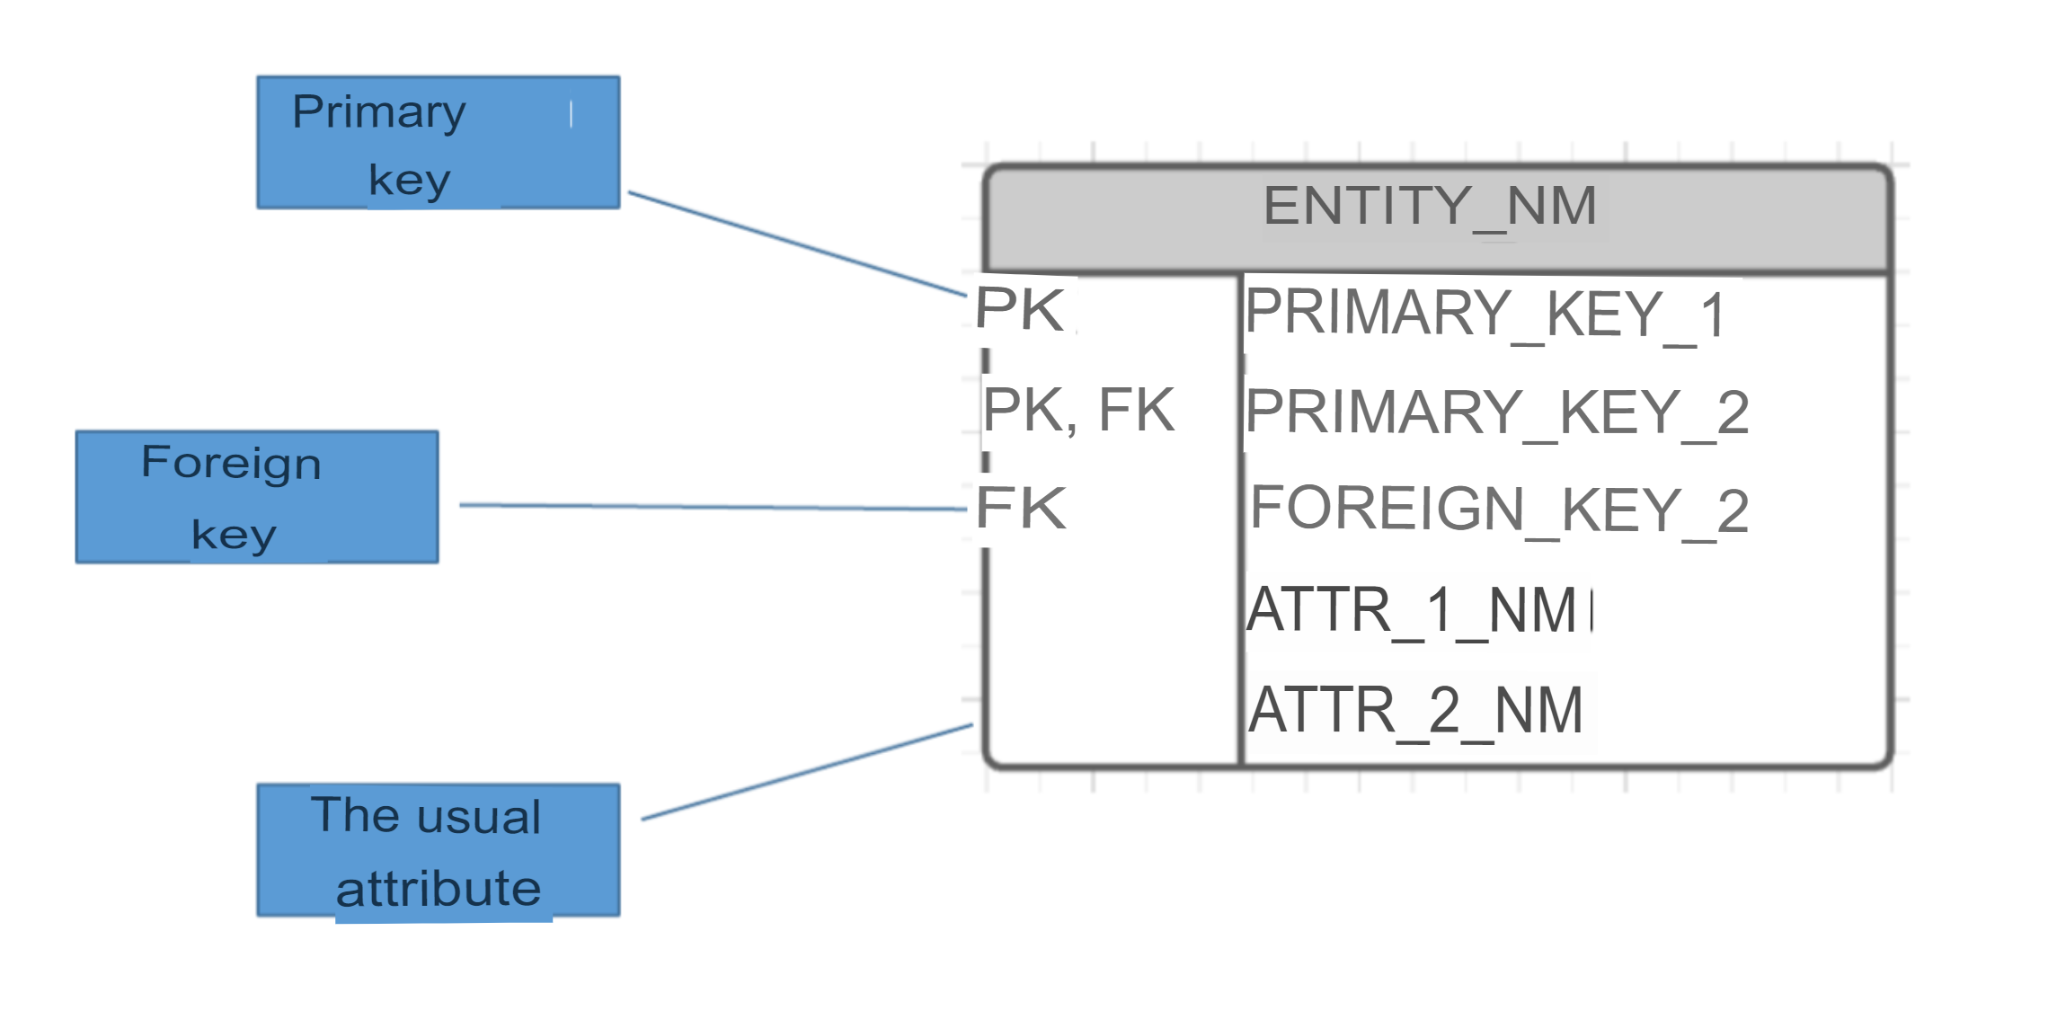 Primary
key
ENTITY_NM
PK
PRIMARY_KEY_1
PK, FK
PRIMARY_KEY_2
Foreign
key
FK
FOREIGN_KEY_2
ATTR_1_NM
ATTR_2_NM
The usual
attribute